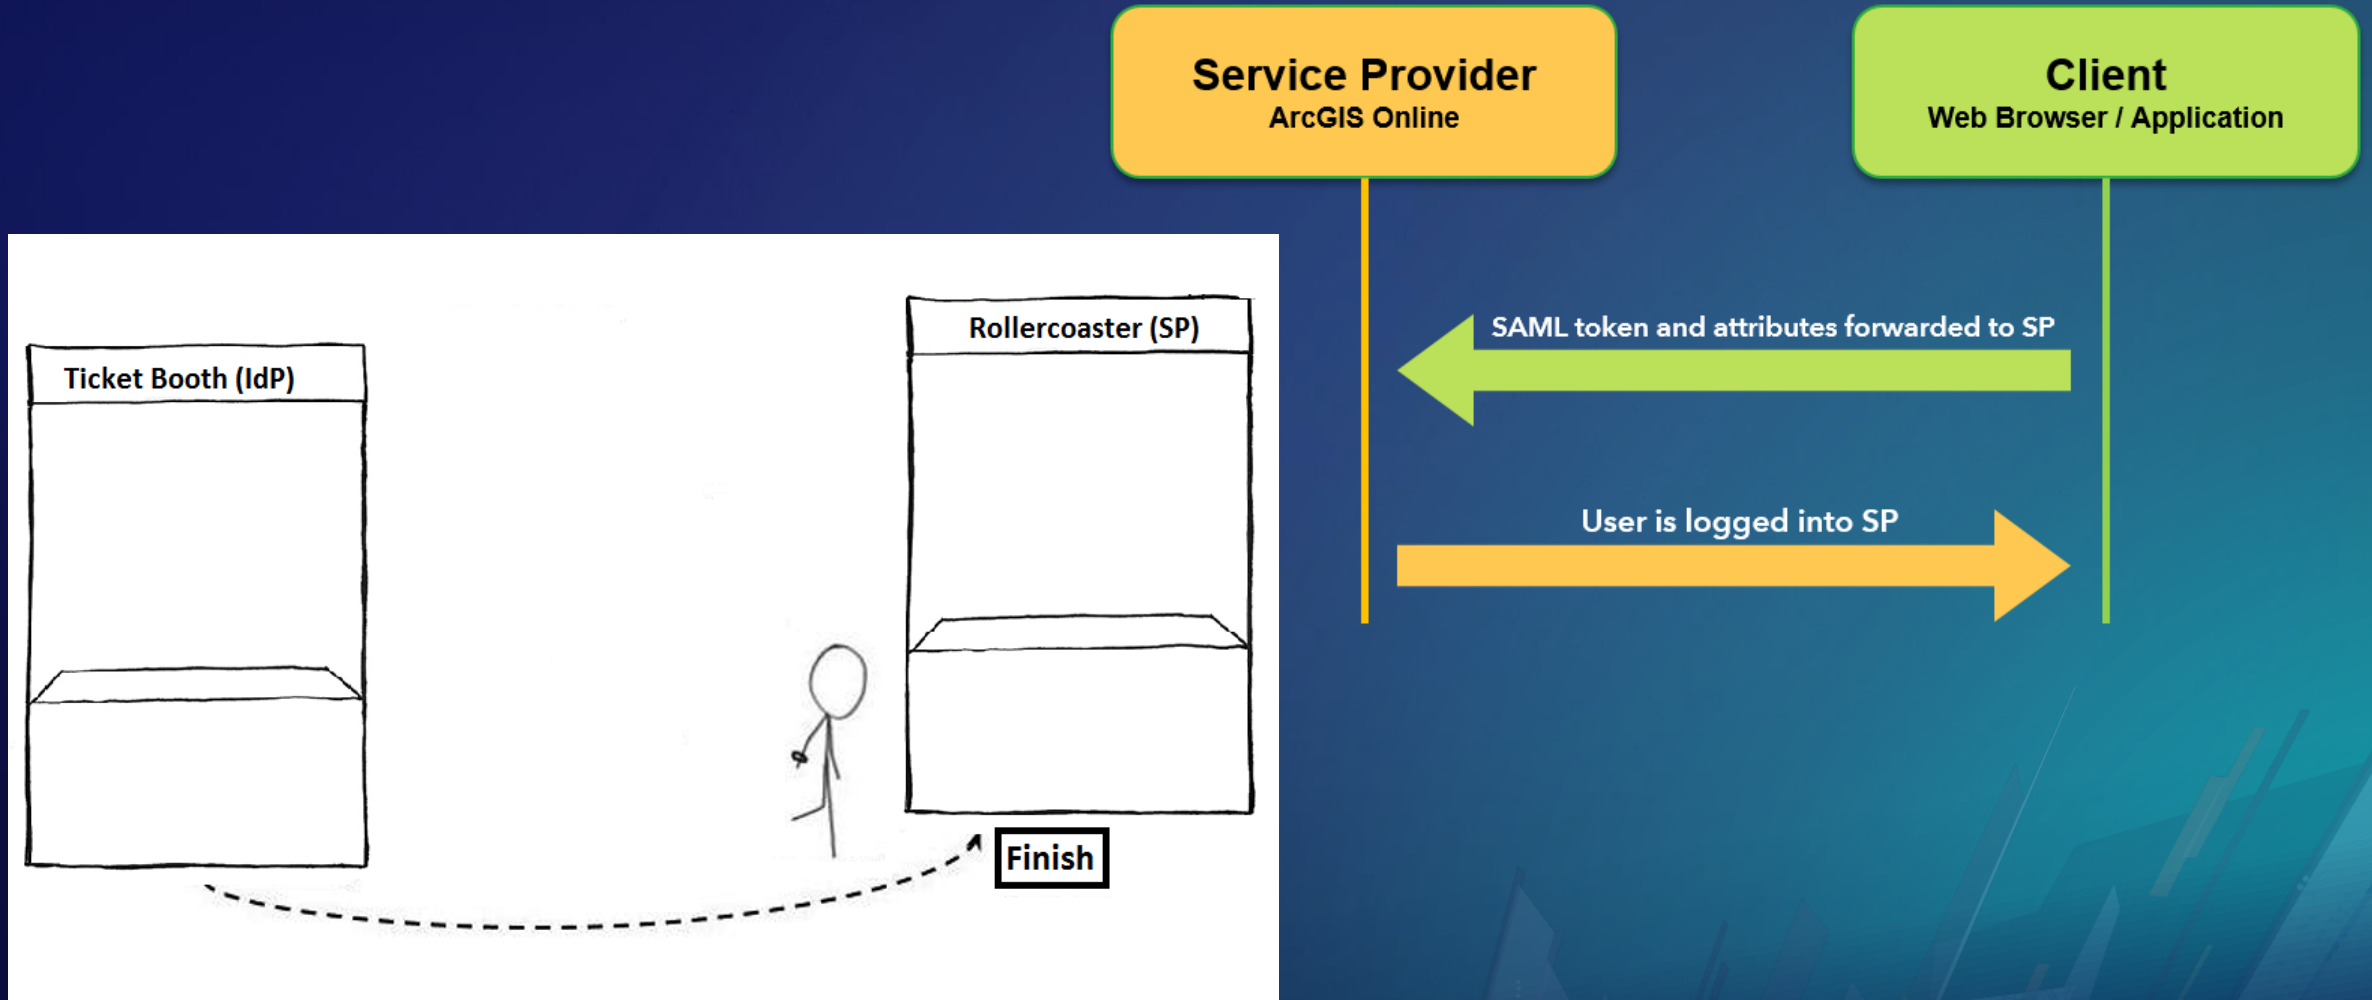 Service Provider
ArcGIS Online
Client
Web Browser / Application
Rollercoaster (SP)
Ticket Booth (IdP)
SAML token and attributes forwarded to SP
User is logged into SP
Finish